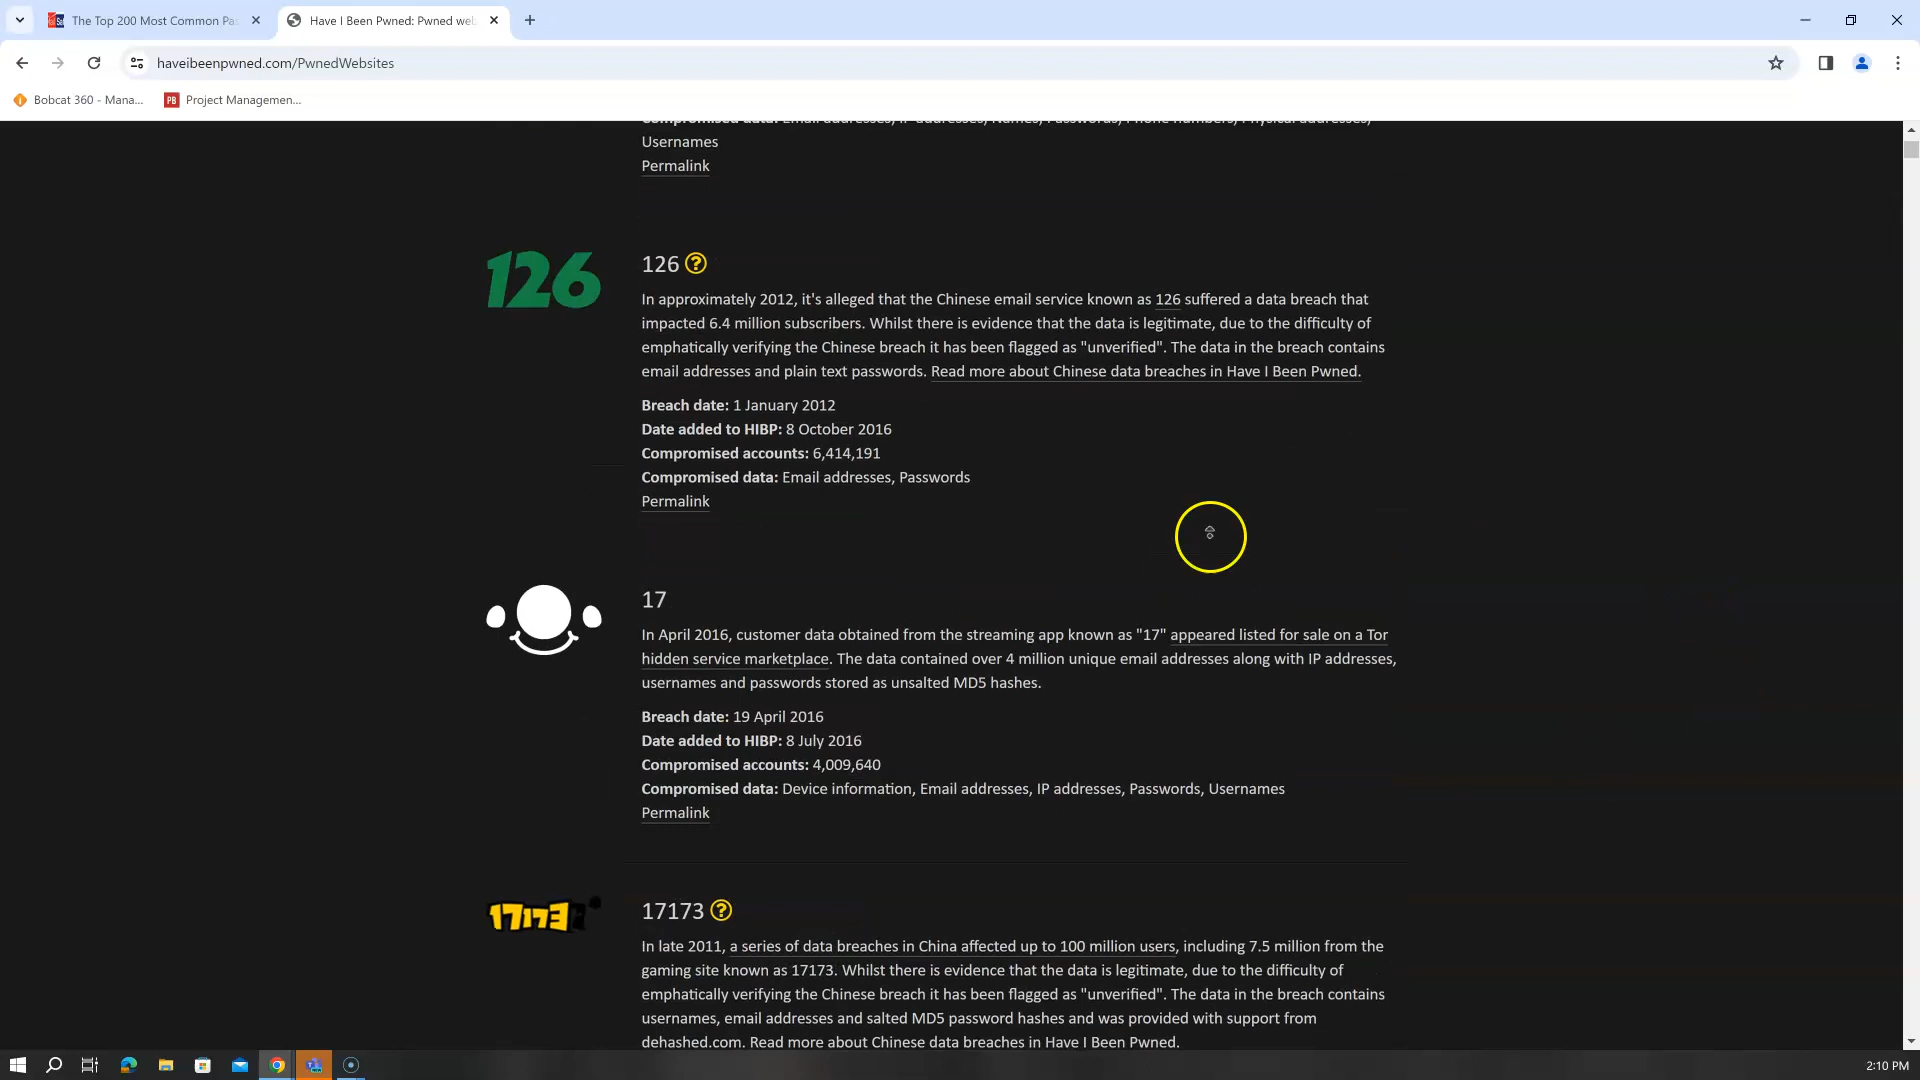 The Top 200 Most Common Pa
Have I Been Pwned: Pwned web
haveibeenpwned.com/PwnedWebsites
Bobcat 360 - Mana...
PB Project Managemen...
Compromised data: Email addresses, IP addresses, Names, Passwords, Phone numbers, Physical addresses,
Usernames
Permalink
126
126
In approximately 2012, it's alleged that the Chinese email service known as 126 suffered a data breach that
impacted 6.4 million subscribers. Whilst there is evidence that the data is legitimate, due to the difficulty of
emphatically verifying the Chinese breach it has been flagged as "unverified". The data in the breach contains
email addresses and plain text passwords. Read more about Chinese data breaches in Have I Been Pwned.
Breach date: 1 January 2012
Date added to HIBP: 8 October 2016
Compromised accounts: 6,414,191
Compromised data: Email addresses, Passwords
Permalink
17
In April 2016, customer data obtained from the streaming app known as "17" appeared listed for sale on a Tor
hidden service marketplace. The data contained over 4 million unique email addresses along with IP addresses,
usernames and passwords stored as unsalted MD5 hashes.
Breach date: 19 April 2016
Date added to HIBP: 8 July 2016
Compromised accounts: 4,009,640
Compromised data: Device information, Email addresses, IP addresses, Passwords, Usernames
Permalink
17173
17173
In late 2011, a series of data breaches in China affected up to 100 million users, including 7.5 million from the
gaming site known as 17173. Whilst there is evidence that the data is legitimate, due to the difficulty of
emphatically verifying the Chinese breach it has been flagged as "unverified". The data in the breach contains
usernames, email addresses and salted MD5 password hashes and was provided with support from
dehashed.com. Read more about Chinese data breaches in Have I Been Pwned.
2:10 PM